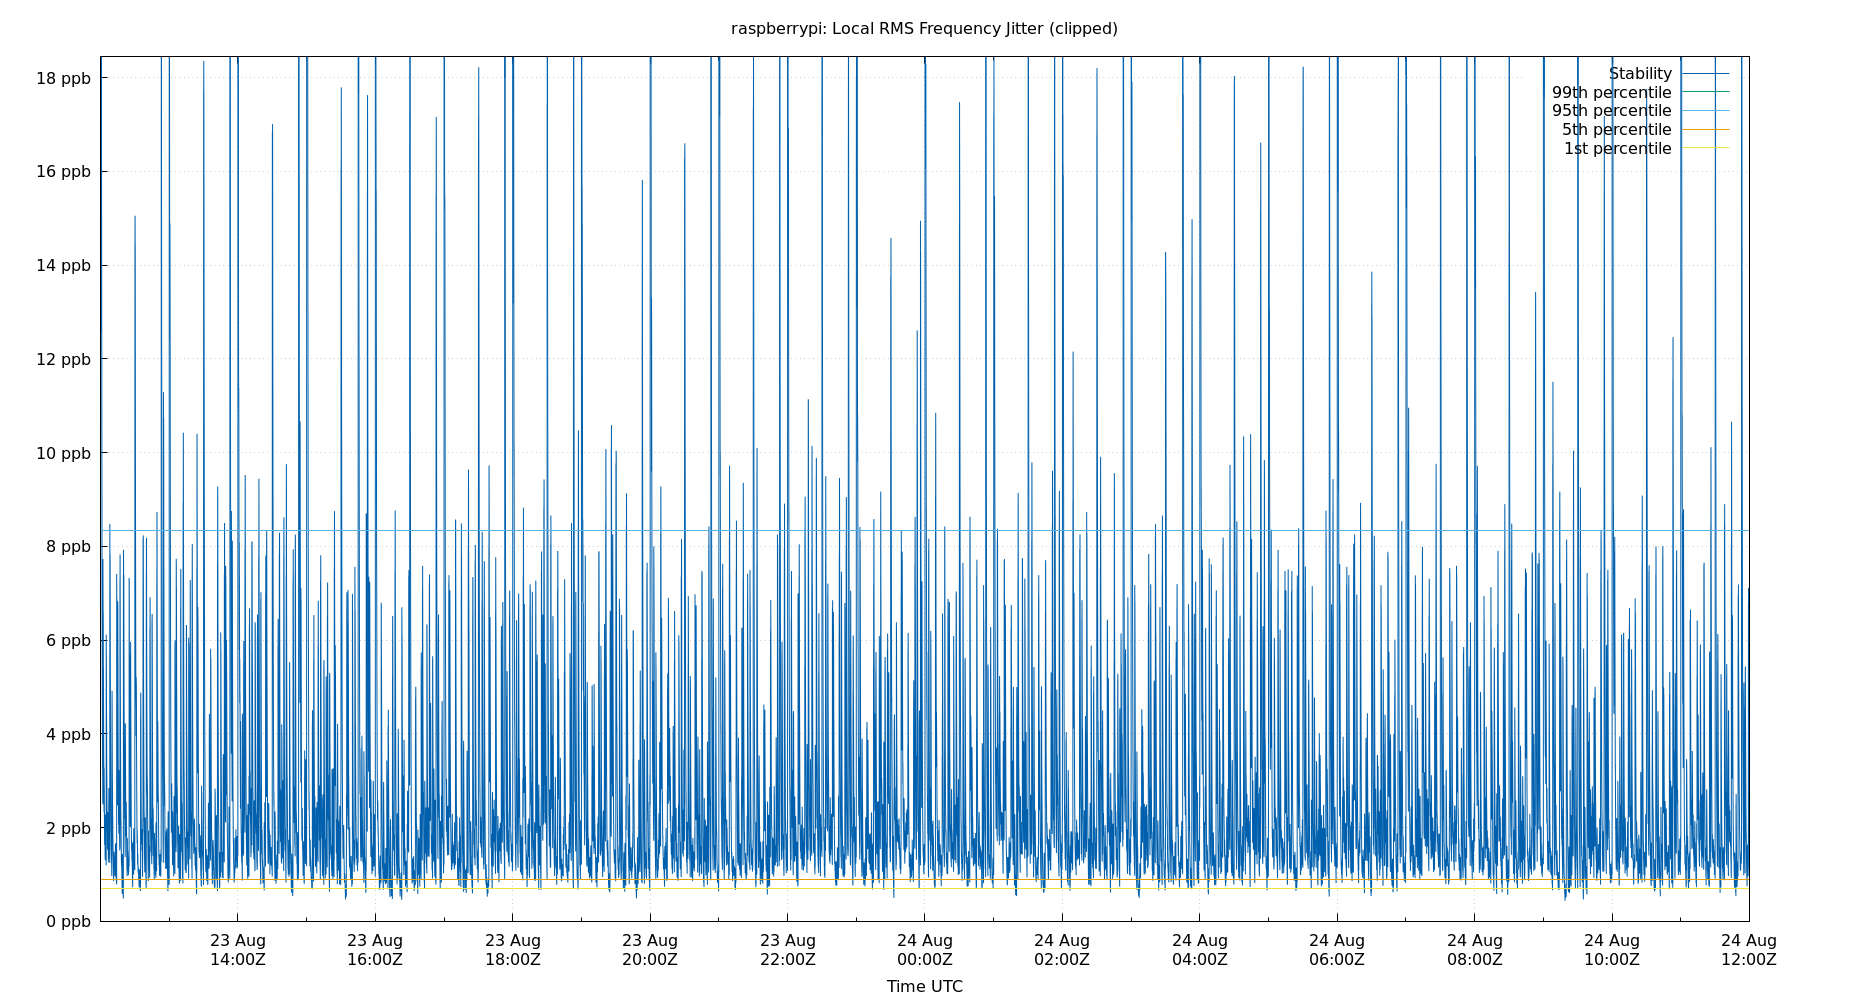 raspberrypi: Local RMS Frequency Jitter (clipped)
18 ppb
16 ppb
14 ppb
12 ppb
10 ppb
8 ppb
6 ppb
4 ppb
2 ppb
0 ppb
Stability
99th percentile
95th percentile
5th percentile
1st percentile
23 Aug 23 Aug 23 Aug 23 Aug 23 Aug 24 Aug 24 Aug 24 Aug 24 Aug 24 Aug 24 Aug 24 Aug
14:00Z 16:00Z 18:00Z 20:00Z 22:00Z 00:00Z 02:00Z 04:00Z 06:00Z 08:00Z 10:00Z 12:00Z
Time UTC